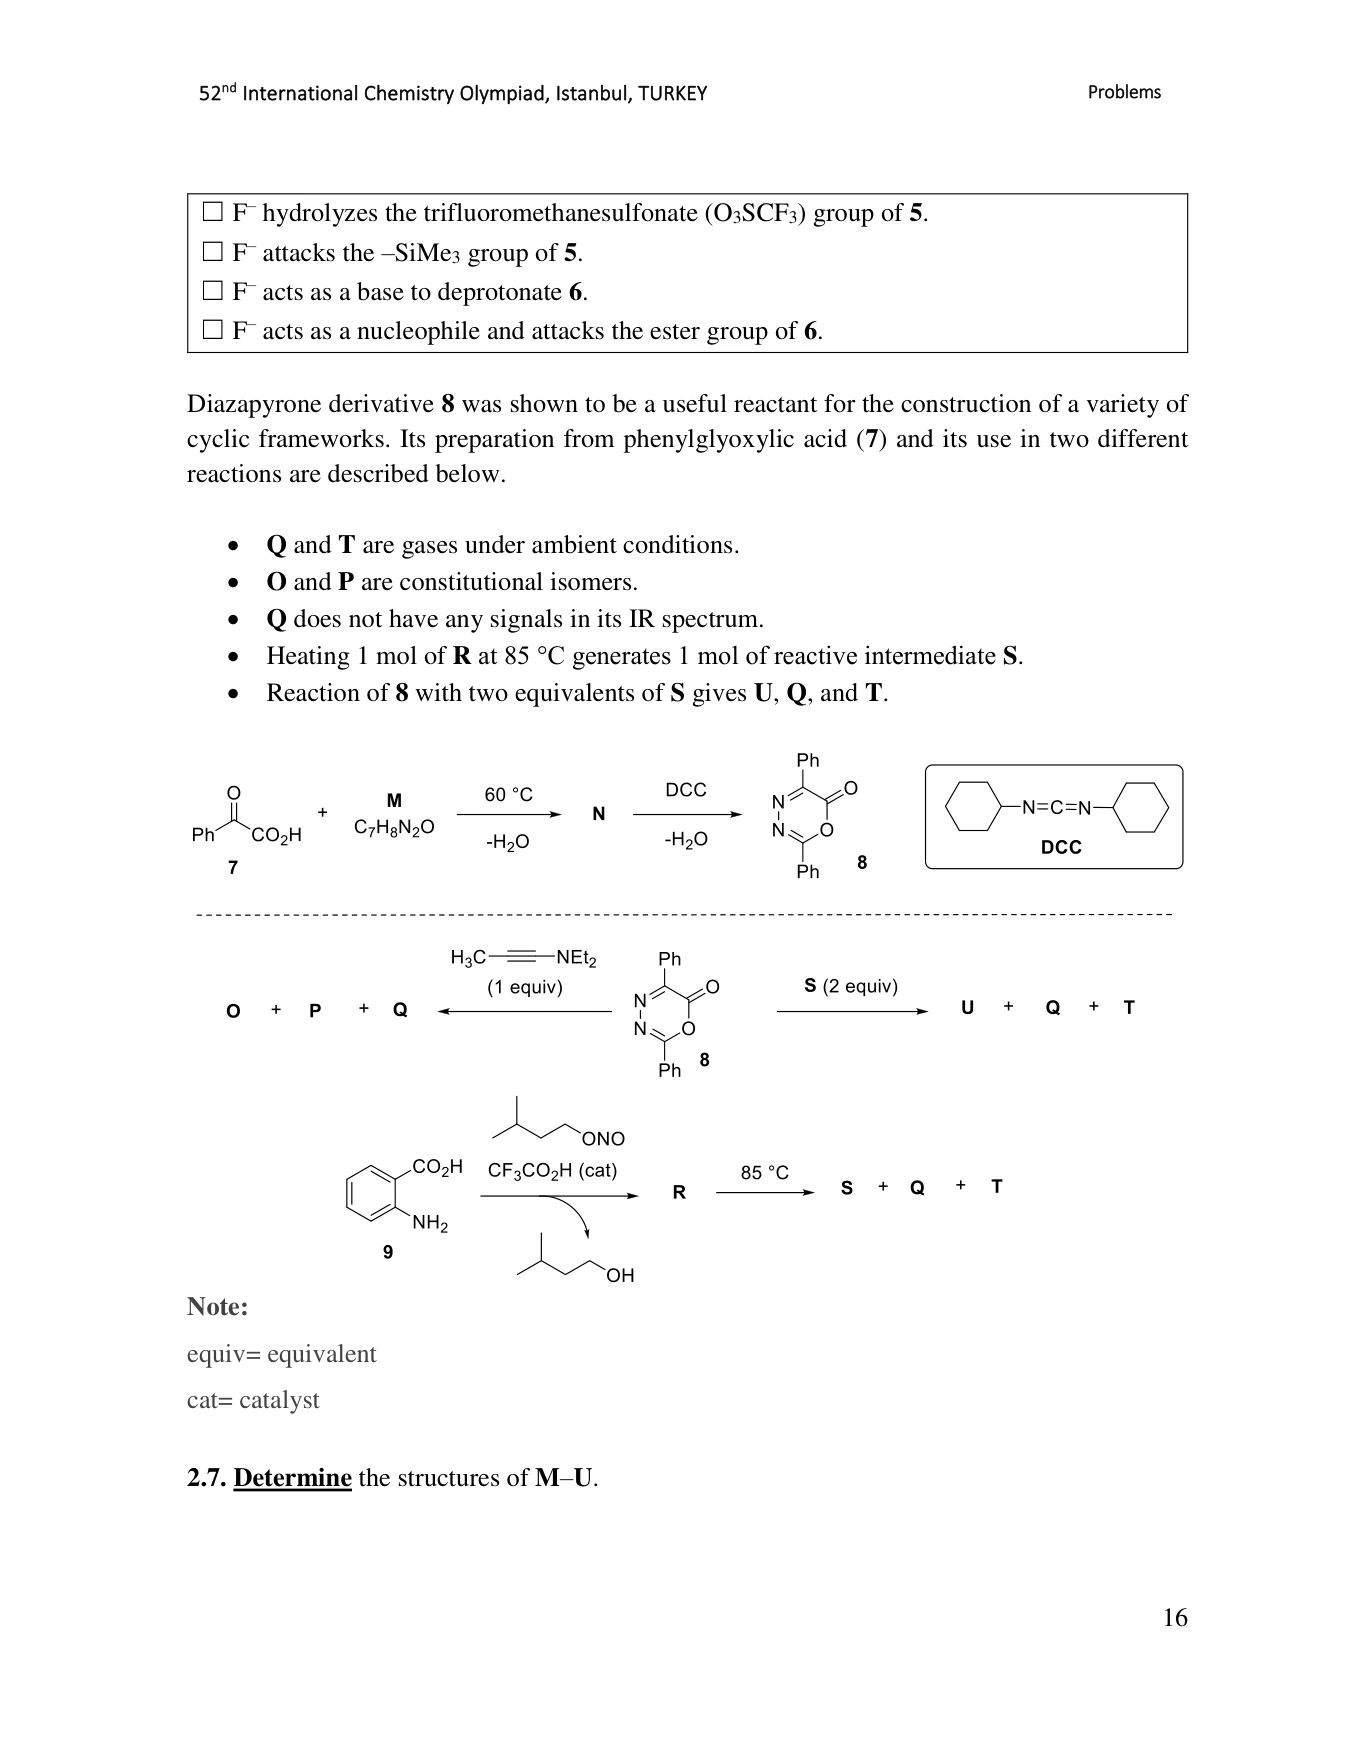 52nd International Chemistry Olympiad, Istanbul, TURKEY Problems
☐ F– hydrolyzes the trifluoromethanesulfonate (O3SCF3) group of 5.
☐ F– attacks the –SiMe3 group of 5.
☐ F– acts as a base to deprotonate 6.
☐ F– acts as a nucleophile and attacks the ester group of 6.
Diazapyrone derivative 8 was shown to be a useful reactant for the construction of a variety of
cyclic frameworks. Its preparation from phenylglyoxylic acid (7) and its use in two different
reactions are described below.
• Q and T are gases under ambient conditions.
• O and P are constitutional isomers.
• Q does not have any signals in its IR spectrum.
• Heating 1 mol of R at 85 °C generates 1 mol of reactive intermediate S.
• Reaction of 8 with two equivalents of S gives U, Q, and T.
O
Ph
CO2H
7
+
M
C7H8N2O
60 °C
-H2O
N
DCC
-H2O
Ph
N
N
O
O
Ph
8
N=C=N
DCC
O + P + Q
H3C
NEt2
(1 equiv)
Ph
N
N
O
O
Ph
8
S (2 equiv)
U + Q + T
CO2H
NH2
9
ONO
CF3CO2H (cat)
OH
R
85 °C
S + Q + T
Note:
equiv= equivalent
cat= catalyst
2.7. Determine the structures of M–U.
16